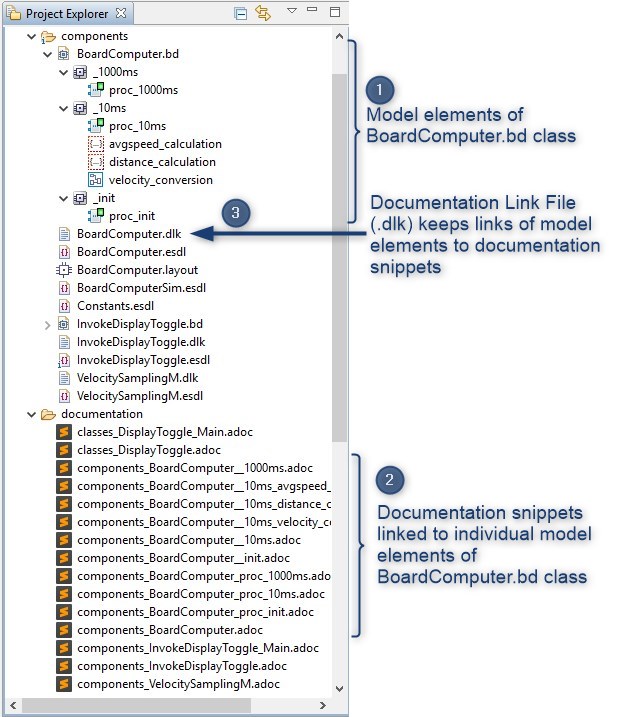 Project Explorer
components
BoardComputer.bd
_1000ms
proc_1000ms
_10ms
proc_10ms
avgspeed_calculation
distance_calculation
velocity_conversion
_init
proc_init
BoardComputer.dlk
BoardComputer.esdl
BoardComputer.layout
BoardComputerSim.esdl
Constants.esdl
InvokeDisplayToggle.bd
InvokeDisplayToggle.dlk
InvokeDisplayToggle.esdl
VelocitySamplingM.dlk
VelocitySamplingM.esdl
documentation
classes_DisplayToggle_Main.adoc
classes_DisplayToggle.adoc
components_BoardComputer__1000ms.adoc
components_BoardComputer__10ms_avgspeed_
components_BoardComputer__10ms_distance_c
components_BoardComputer__10ms_velocity_c
components_BoardComputer__10ms.adoc
components_BoardComputer__init.adoc
components_BoardComputer_proc_1000ms.ado
components_BoardComputer_proc_10ms.adoc
components_BoardComputer_proc_init.adoc
components_BoardComputer.adoc
components_InvokeDisplayToggle_Main.adoc
components_InvokeDisplayToggle.adoc
components_VelocitySamplingM.adoc
1
Model elements of
BoardComputer.bd class
3
Documentation Link File
(.dlk) keeps links of model
elements to documentation
snippets
2
Documentation snippets
linked to individual model
elements of
BoardComputer.bd class